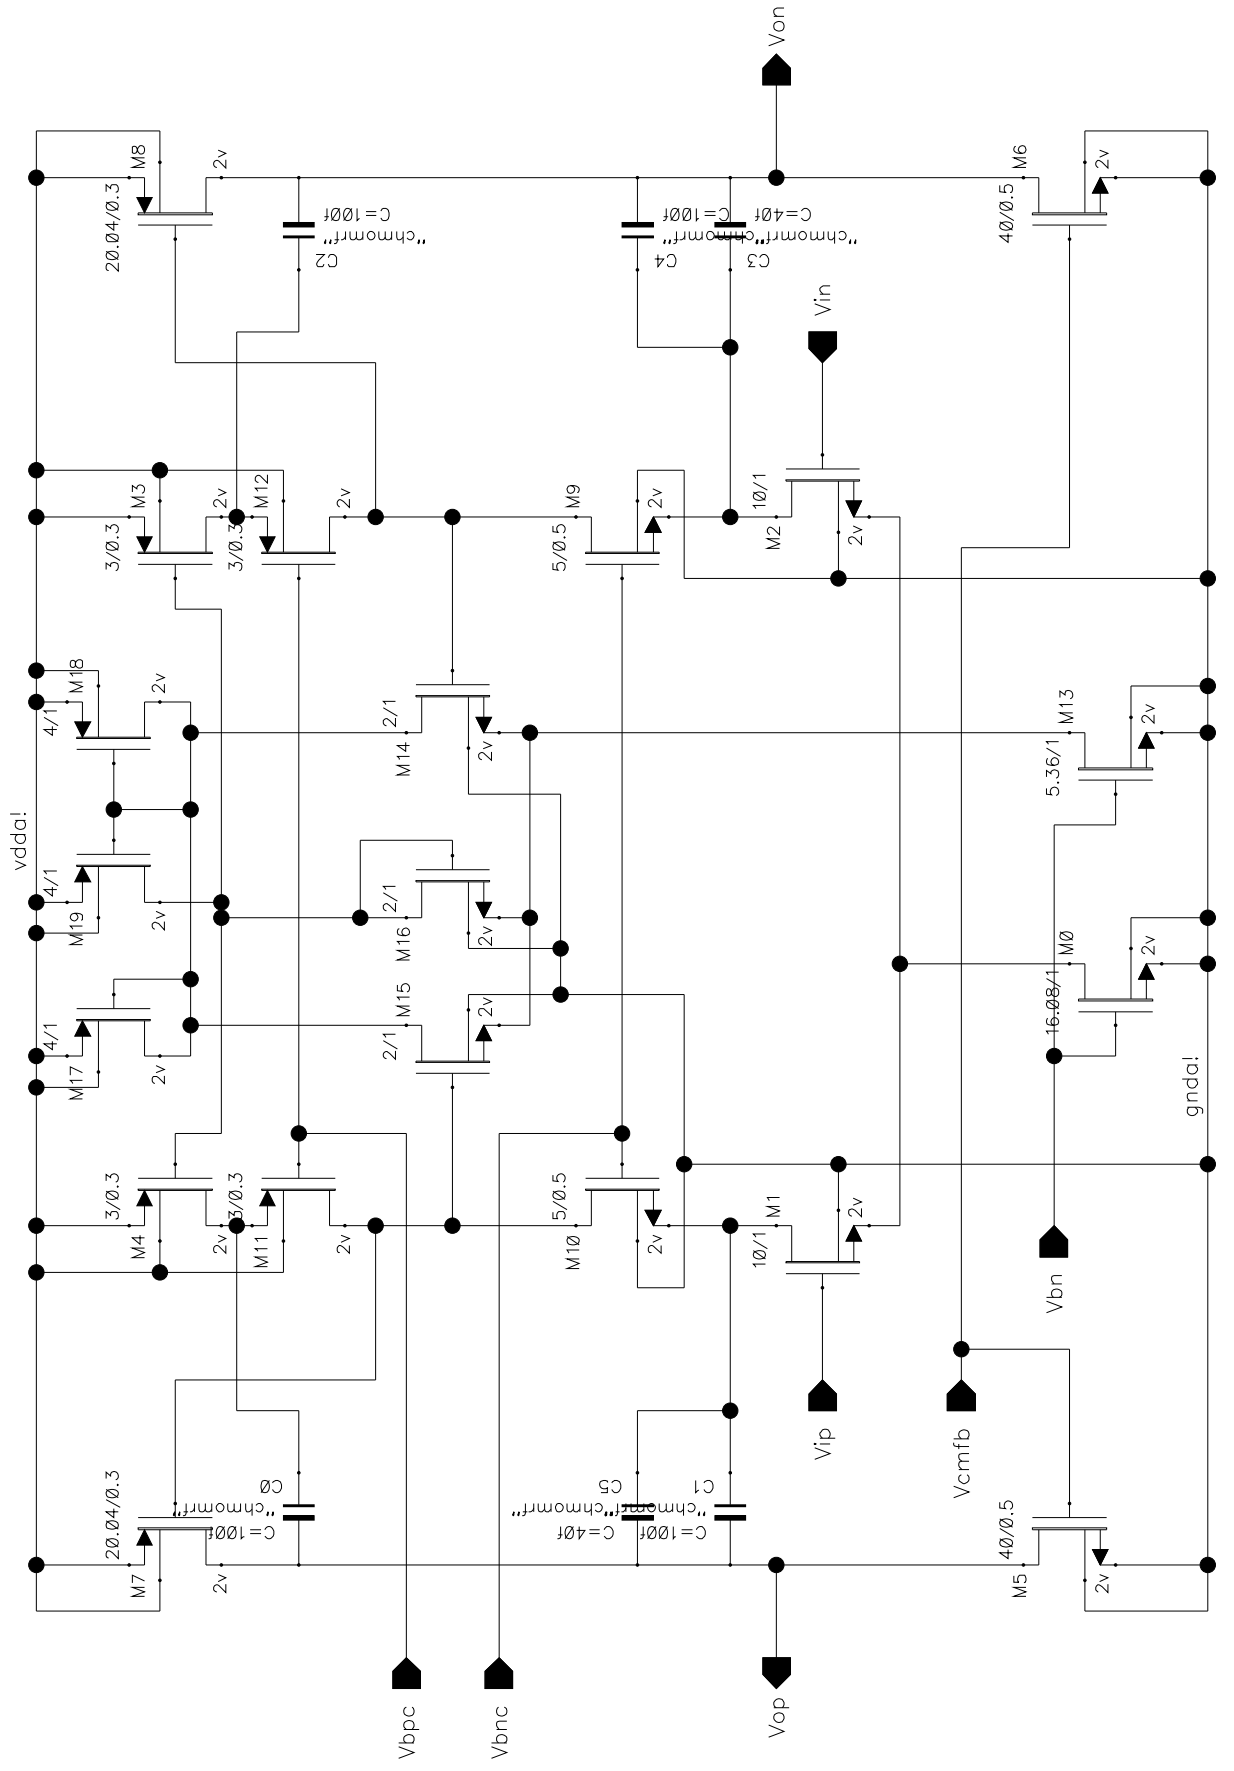 Von
M8
2v
20.04/0.3
C=100f
"chmomrf"
C2
C=100f
"chmomrf"
C4
C=40f
"chmomrf"
C3
M6
2v
40/0.5
Vin
M3
2v
3/0.3
M12
2v
3/0.3
M9
2v
5/0.5
10/1
M2
2v
M18
4/1
2v
2/1
M14
2v
M13
2v
5.36/1
vdda!
4/1
M19
2v
2/1
M16
2v
M0
2v
16.08/1
4/1
M17
2v
M15
2/1
2v
gnda!
3/0.3
M4
2v
3/0.3
M11
2v
5/0.5
M10
2v
M1
10/1
2v
Vbn
Vip
Vcmfb
20.04/0.3
M7
2v
C0
"chmomrf"
C=100f
C5
"chmomrf"
C=40f
C1
"chmomrf"
C=100f
40/0.5
M5
2v
Vbpc
Vbnc
Vop